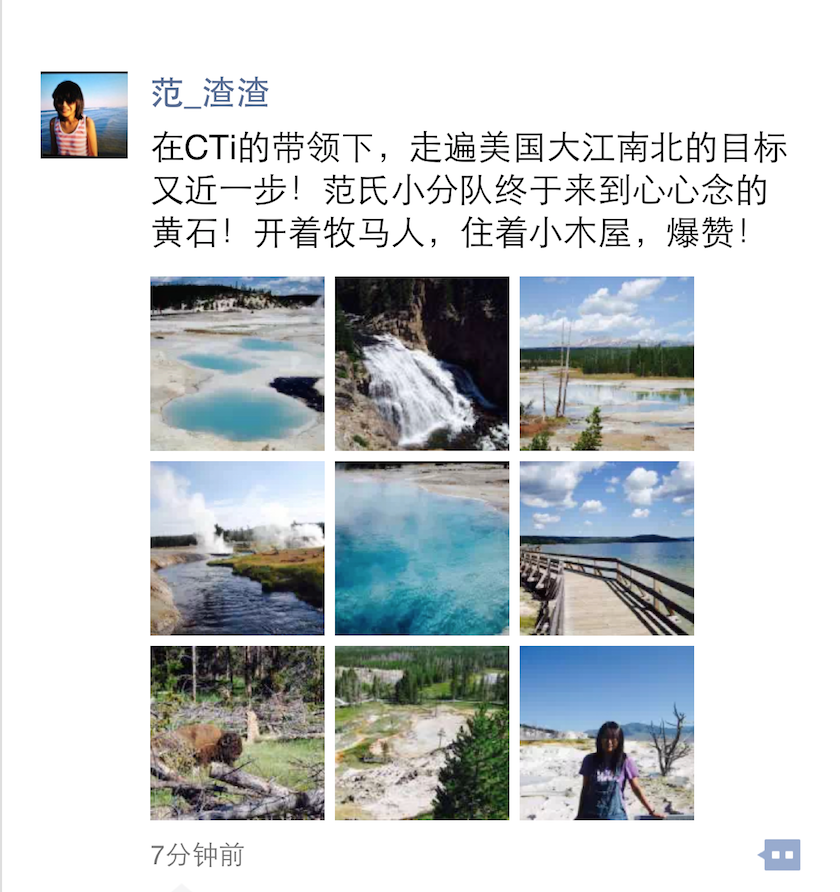 范_渣渣
在CTi的带领下，走遍美国大江南北的目标
又近一步！范氏小分队终于来到心心念的
黄石！开着牧马人，住着小木屋，爆赞！
7分钟前